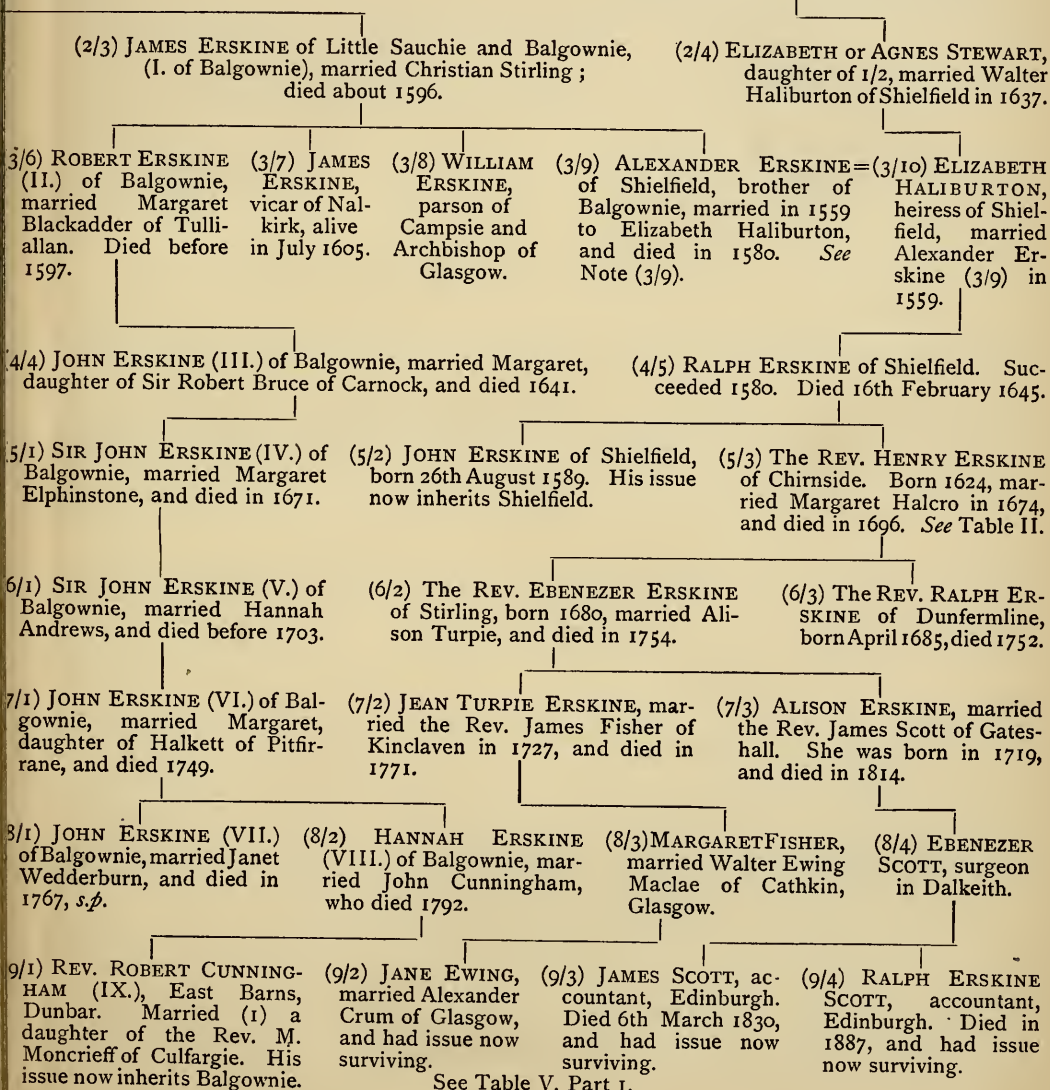 (2/3) JAMES ERSKINE of Little Sauchie and Balgownie,
(I. of Balgownie), married Christian Stirling ;
died about 1596.
(2/4) ELIZABETH or AGNES STEWART,
daughter of 1/2, married Walter
Haliburton of Shielfield in 1637.
3/6) ROBERT ERSKINE
(II.) of Balgownie,
married Margaret
Blackadder of Tulli-
allan. Died before
1597.
(3/7) JAMES
ERSKINE,
vicar of Nal-
kirk, alive
in July 1605.
(3/8) WILLIAM
ERSKINE,
parson of
Campsie and
Archbishop of
Glasgow.
(3/9) ALEXANDER ERSKINE=
of Shielfield, brother of
Balgownie, married in 1559
to Elizabeth Haliburton,
and died in 1580. See
Note (3/9).
(3/10) ELIZABETH
HALIBURTON,
heiress of Shiel-
field, married
Alexander Er-
skine (3/9) in
1559.
4/4) JOHN ERSKINE (III.) of Balgownie, married Margaret,
daughter of Sir Robert Bruce of Carnock, and died 1641.
(4/5) RALPH ERSKINE of Shielfield. Suc-
ceeded 1580. Died 16th February 1645.
5/1) SIR JOHN ERSKINE (IV.) of
Balgownie, married Margaret
Elphinstone, and died in 1671.
(5/2) JOHN ERSKINE of Shielfield,
born 26th August 1589. His issue
now inherits Shielfield.
(5/3) The REV. HENRY ERSKINE
of Chirnside. Born 1624, mar-
ried Margaret Halcro in 1674,
and died in 1696. See Table II.
6/1) SIR JOHN ERSKINE (V.) of
Balgownie, married Hannah
Andrews, and died before 1703.
(6/2) The REV. EBENEZER ERSKINE
of Stirling, born 1680, married Ali-
son Turpie, and died in 1754.
(6/3) The REV. RALPH ER-
SKINE of Dunfermline,
born April 1685, died 1752.
7/1) JOHN ERSKINE (VI.) of Bal-
gownie, married Margaret,
daughter of Halkett of Pitfir-
rane, and died 1749.
(7/2) JEAN TURPIE ERSKINE, mar-
ried the Rev. James Fisher of
Kinclaven in 1727, and died in
1771.
(7/3) ALISON ERSKINE, married
the Rev. James Scott of Gates-
hall. She was born in 1719,
and died in 1814.
8/1) JOHN ERSKINE (VII.)
of Balgownie, married Janet
Wedderburn, and died in
1767, s.p.
(8/2) HANNAH ERSKINE
(VIII.) of Balgownie, mar-
ried John Cunningham,
who died 1792.
(8/3) MARGARET FISHER,
married Walter Ewing
Maclae of Cathkin,
Glasgow.
(8/4) EBENEZER
SCOTT, surgeon
in Dalkeith.
9/1) REV. ROBERT CUNNING-
HAM (IX.), East Barns,
Dunbar. Married (1) a
daughter of the Rev. M.
Moncrieff of Culfargie. His
issue now inherits Balgownie.
(9/2) JANE EWING,
married Alexander
Crum of Glasgow,
and had issue now
surviving.
(9/3) JAMES SCOTT, ac-
countant, Edinburgh.
Died 6th March 1830,
and had issue now
surviving.
(9/4) RALPH ERSKINE
SCOTT, accountant,
Edinburgh. Died in
1887, and had issue
now surviving.
See Table V. Part 1.